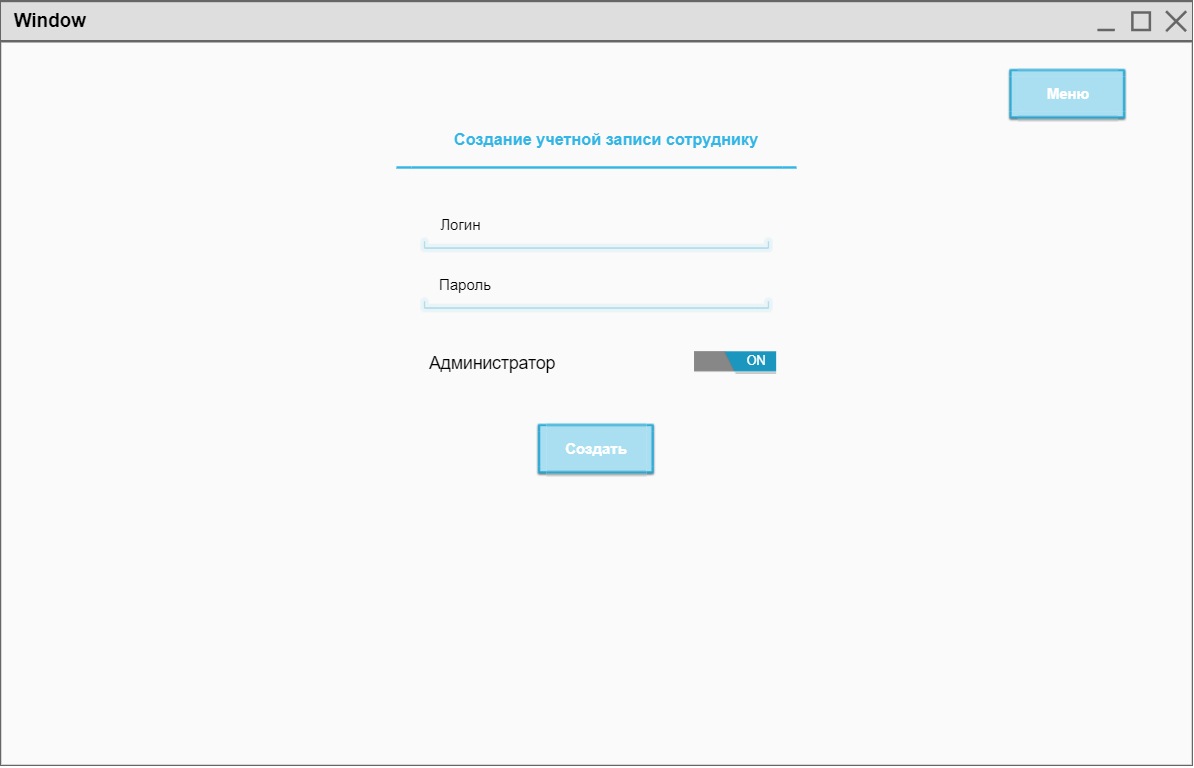 Window
Меню
Создание учетной записи сотруднику
Логин
Пароль
Администратор
ON
Создать